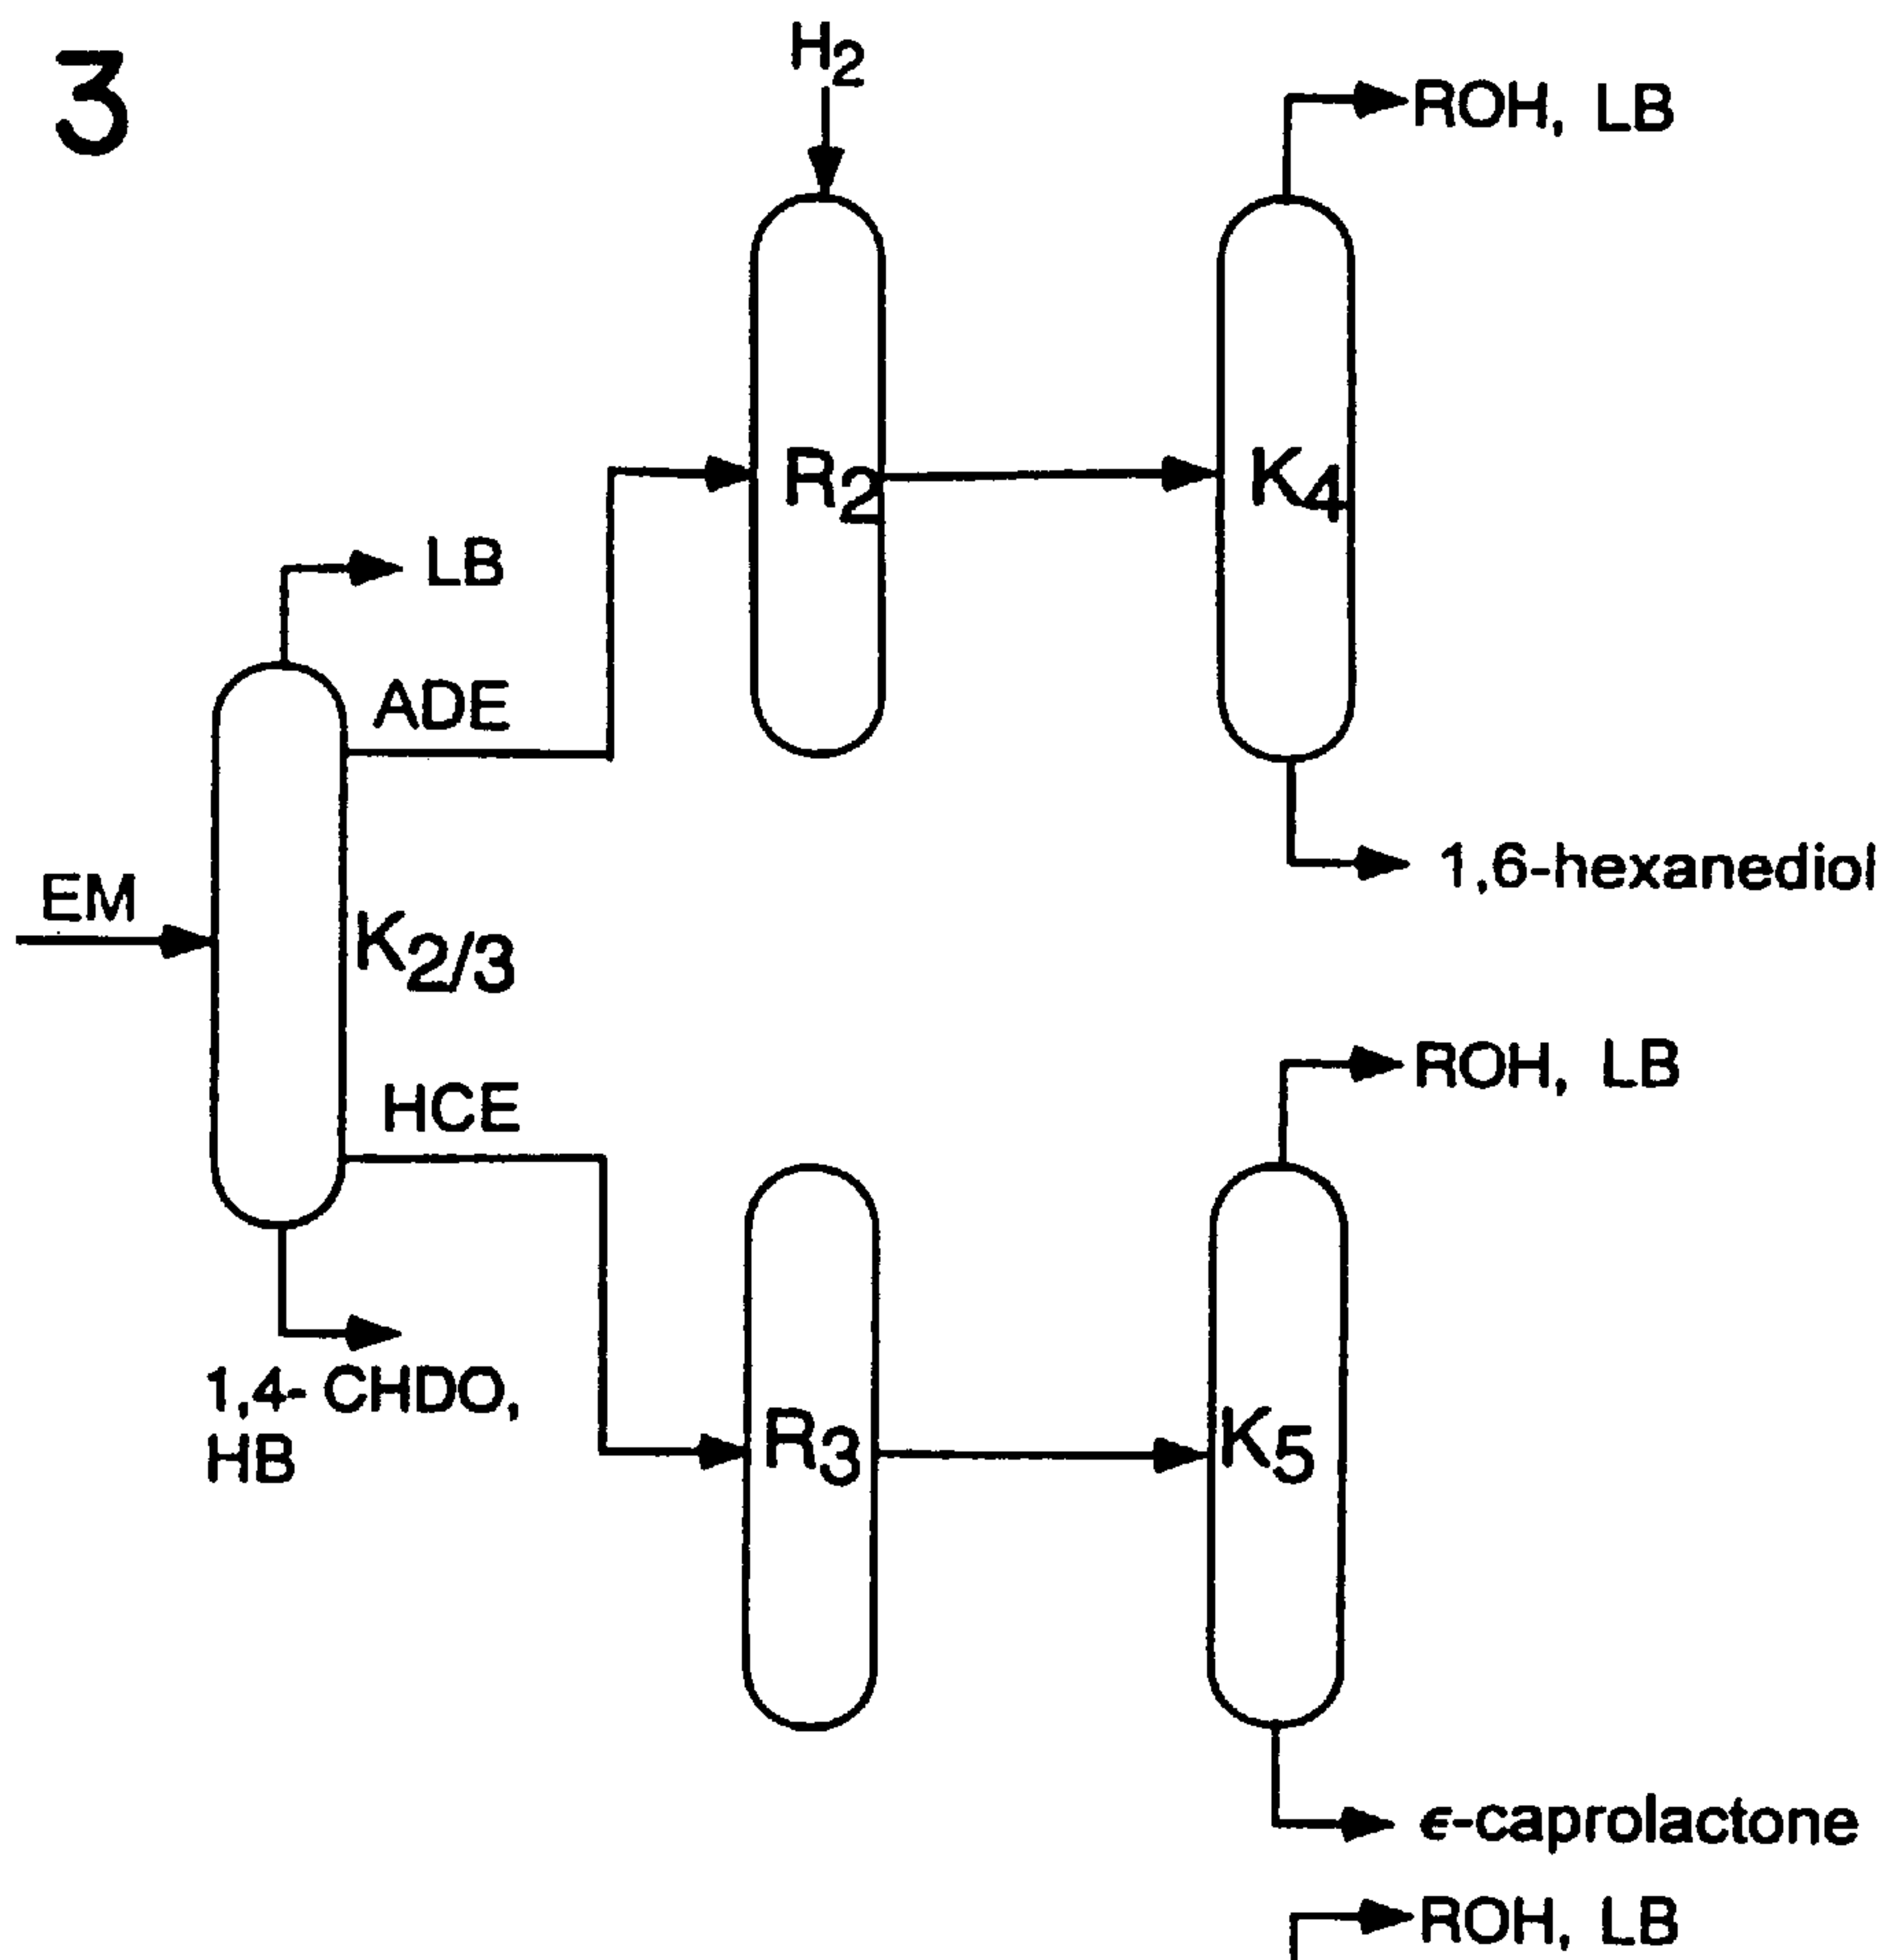 3
H2
ROH, LB
R2
K4
LB
ADE
1,6-hexanediol
EM
K2/3
HCE
ROH, LB
1,4- CHDO,
HB
R3
K5
ϵ-caprolactone
ROH, LB